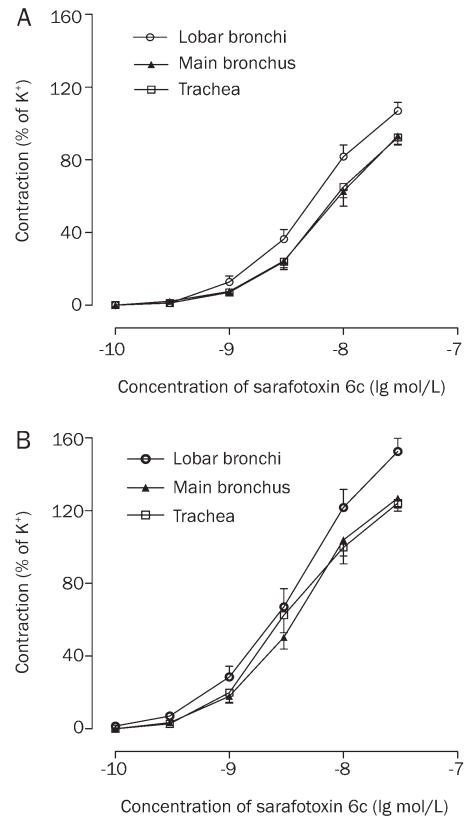 A
160
120
80
40
0
Contraction (% of K⁺)
Lobar bronchi
Main bronchus
Trachea
-10 -9 -8 -7
Concentration of sarafotoxin 6c (lg mol/L)
B
160
120
80
40
0
Contraction (% of K⁺)
Lobar bronchi
Main bronchus
Trachea
-10 -9 -8 -7
Concentration of sarafotoxin 6c (lg mol/L)